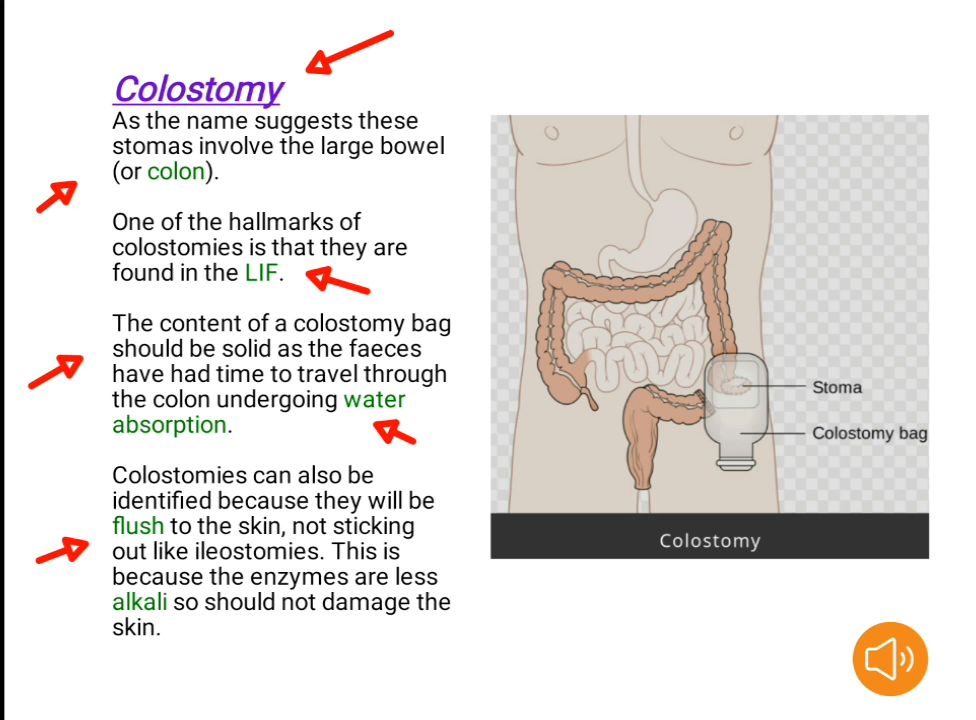 Colostomy
As the name suggests these
stomas involve the large bowel
(or colon).
One of the hallmarks of
colostomies is that they are
found in the LIF.
The content of a colostomy bag
should be solid as the faeces
have had time to travel through
the colon undergoing water
absorption.
Colostomies can also be
identified because they will be
flush to the skin, not sticking
out like ileostomies. This is
because the enzymes are less
alkali so should not damage the
skin.
Stoma
Colostomy bag
Colostomy